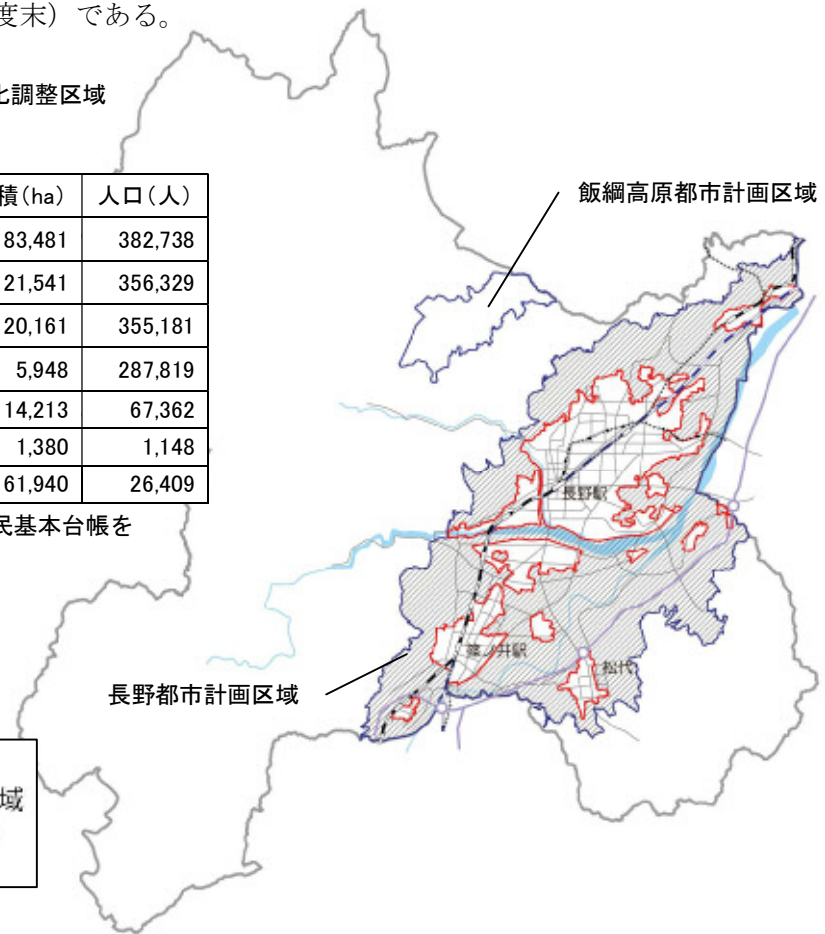 度末）である。
化調整区域
積(ha) 人口(人)
83,481 382,738
21,541 356,329
20,161 355,181
5,948 287,819
14,213 67,362
1,380 1,148
61,940 26,409
民基本台帳を
飯綱高原都市計画区域
長野駅
篠ノ井駅
松代
長野都市計画区域
域